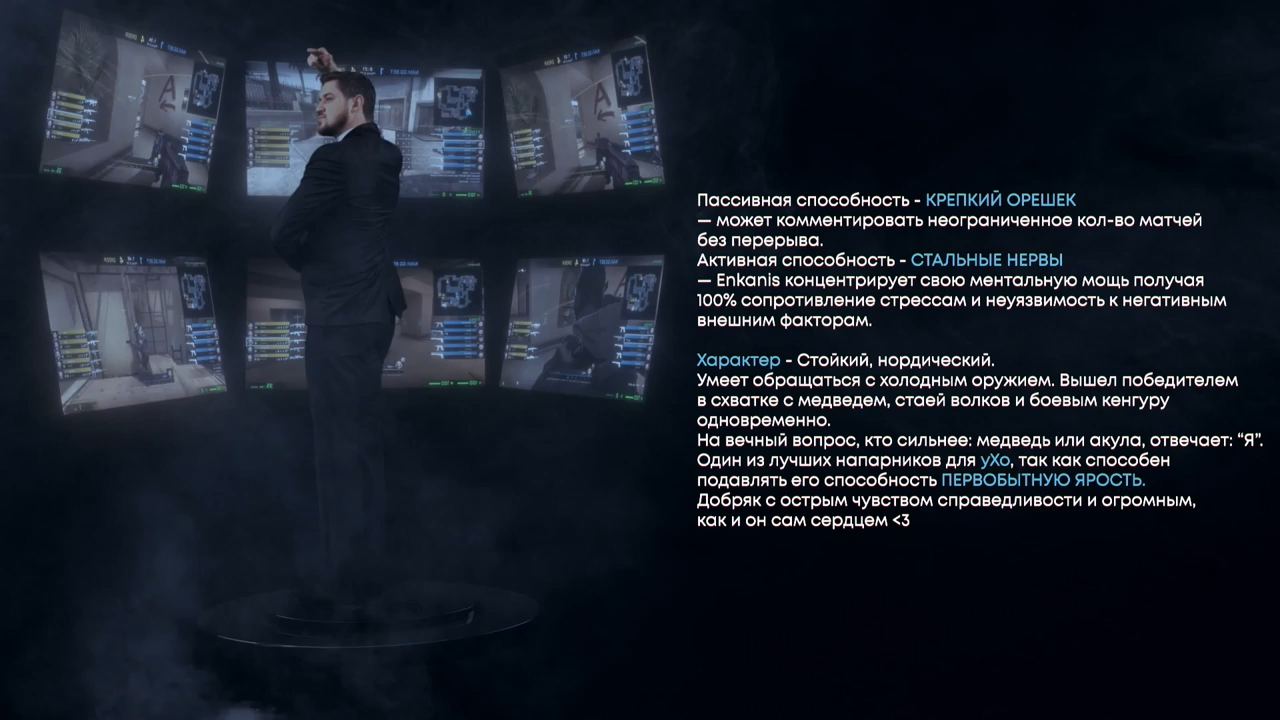 Пассивная способность - КРЕПКИЙ ОРЕШЕК
— может комментировать неограниченное кол-во матчей
без перерыва.
Активная способность - СТАЛЬНЫЕ НЕРВЫ
— Enkanis концентрирует свою ментальную мощь получая
100% сопротивление стрессам и неуязвимость к негативным
внешним факторам.
Характер - Стойкий, нордический.
Умеет обращаться с холодным оружием. Вышел победителем
в схватке с медведем, стаей волков и боевым кенгуру
одновременно.
На вечный вопрос, кто сильнее: медведь или акула, отвечает: “Я”.
Один из лучших напарников для yXo, так как способен
подавлять его способность ПЕРВОБЫТНУЮ ЯРОСТЬ.
Добряк с острым чувством справедливости и огромным,
как и он сам сердцем <3